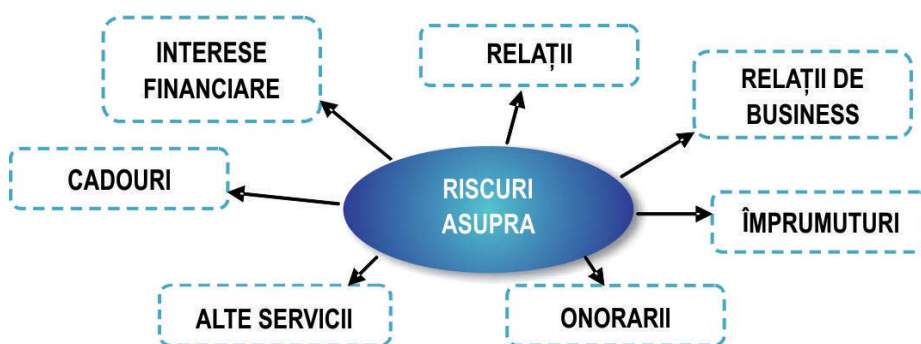 INTERESE
FINANCIARE
RELAȚII
RELAȚII DE
BUSINESS
CADOURI
RISCURI
ASUPRA
ÎMPRUMUTURI
ALTE SERVICII
ONORARII